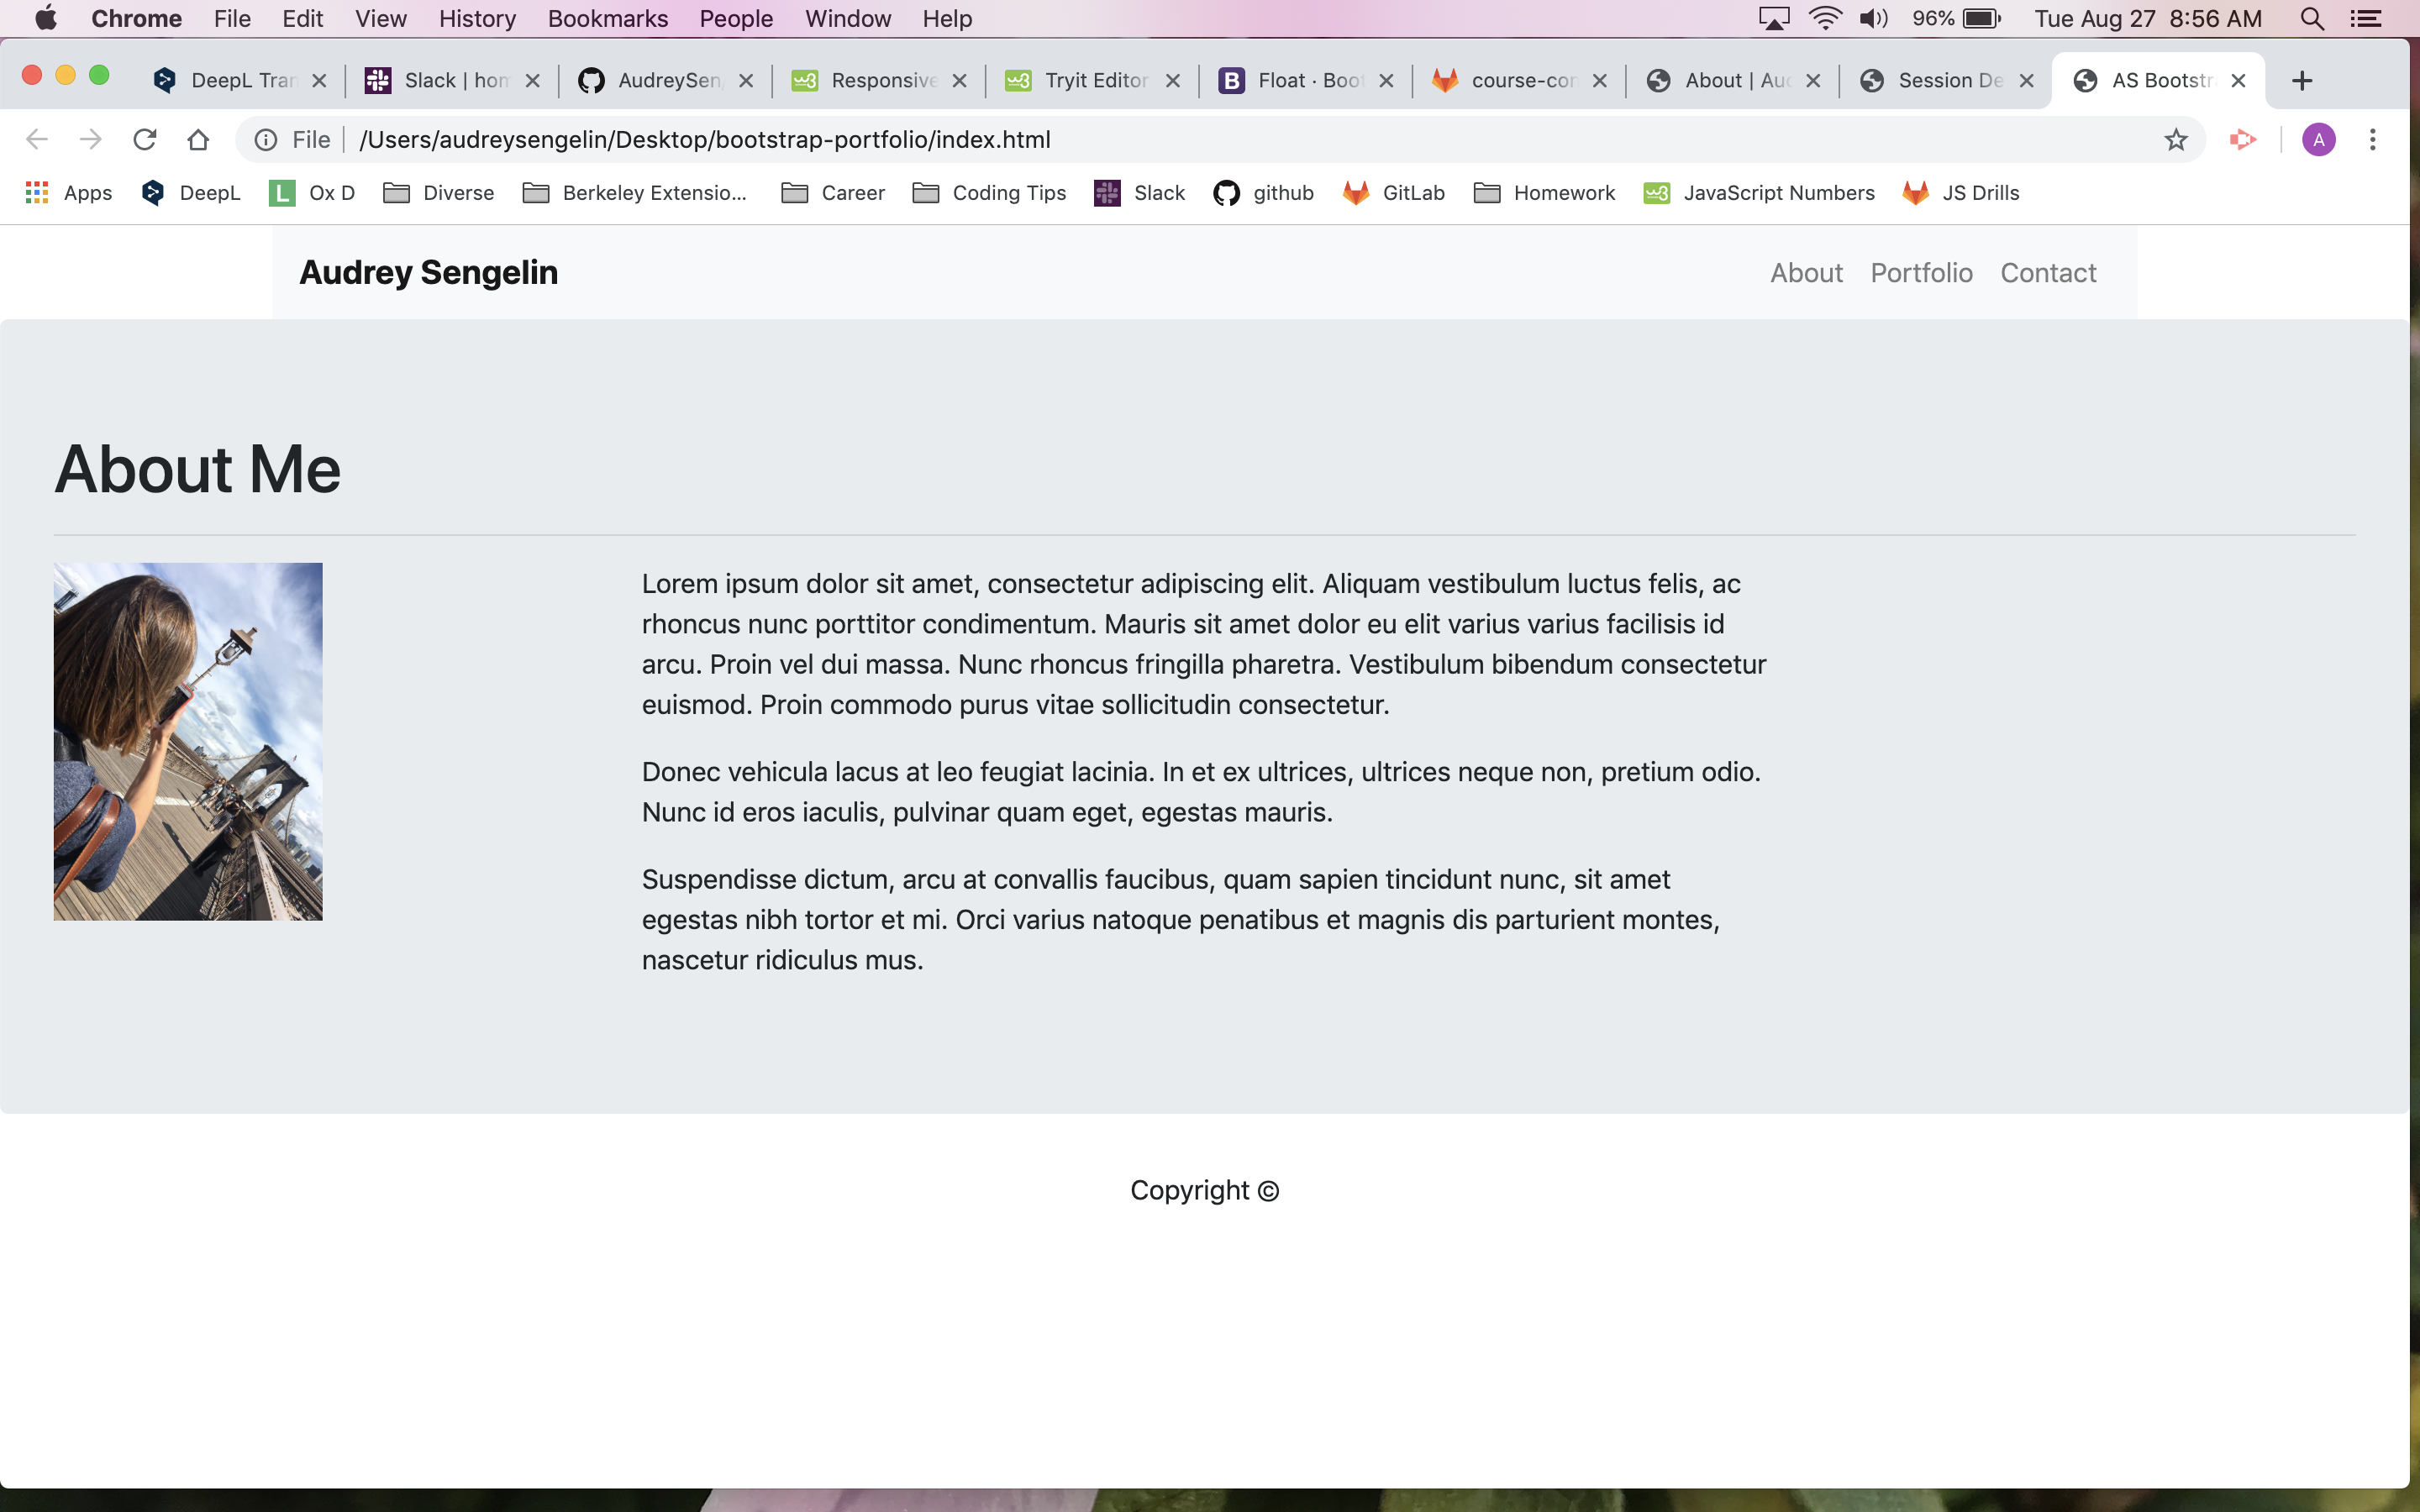 Chrome File Edit View History Bookmarks People Window Help 96% Tue Aug 27 8:56 AM
DeepL Tran Slack | hom AudreySen Responsive Tryit Editor Float · Boot course-con About | Aud Session De AS Bootstr
File /Users/audreysengelin/Desktop/bootstrap-portfolio/index.html A
Apps DeepL L Ox D Diverse Berkeley Extensio... Career Coding Tips Slack github GitLab Homework JavaScript Numbers JS Drills
Audrey Sengelin About Portfolio Contact
About Me
Lorem ipsum dolor sit amet, consectetur adipiscing elit. Aliquam vestibulum luctus felis, ac
rhoncus nunc porttitor condimentum. Mauris sit amet dolor eu elit varius varius facilisis id
arcu. Proin vel dui massa. Nunc rhoncus fringilla pharetra. Vestibulum bibendum consectetur
euismod. Proin commodo purus vitae sollicitudin consectetur.
Donec vehicula lacus at leo feugiat lacinia. In et ex ultrices, ultrices neque non, pretium odio.
Nunc id eros iaculis, pulvinar quam eget, egestas mauris.
Suspendisse dictum, arcu at convallis faucibus, quam sapien tincidunt nunc, sit amet
egestas nibh tortor et mi. Orci varius natoque penatibus et magnis dis parturient montes,
nascetur ridiculus mus.
Copyright ©